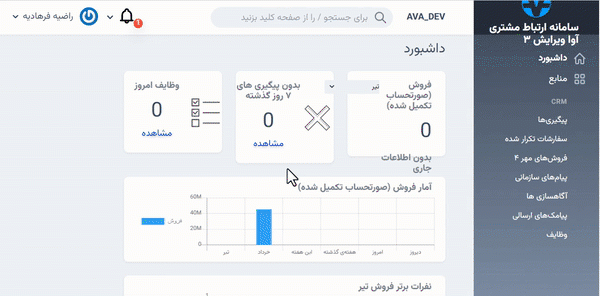 سامانه ارتباط مشتری
آوا ویرایش ۳
داشبورد
منابع
CRM
پیگیری‌ها
سفارشات تکرار شده
فروش‌های مهر ۴
پیام‌های سازمانی
آگاهسازی ها
پیامک‌های ارسالی
وظایف
AVA_DEV
برای جستجو / را از صفحه کلید بزنید
1
راضیه فرهادیه
داشبورد
فروش
(صورتحساب
تکمیل شده)
تیر
0
بدون اطلاعات
جاری
بدون پیگیری های
۷ روز گذشته
0
مشاهده
وظایف امروز
0
مشاهده
آمار فروش (صورتحساب تکمیل شده)
60M
40M
20M
0
فروش
دیروز
امروز
هفته‌ی گذشته
این هفته
خرداد
تیر
نفرات برتر فروش تیر